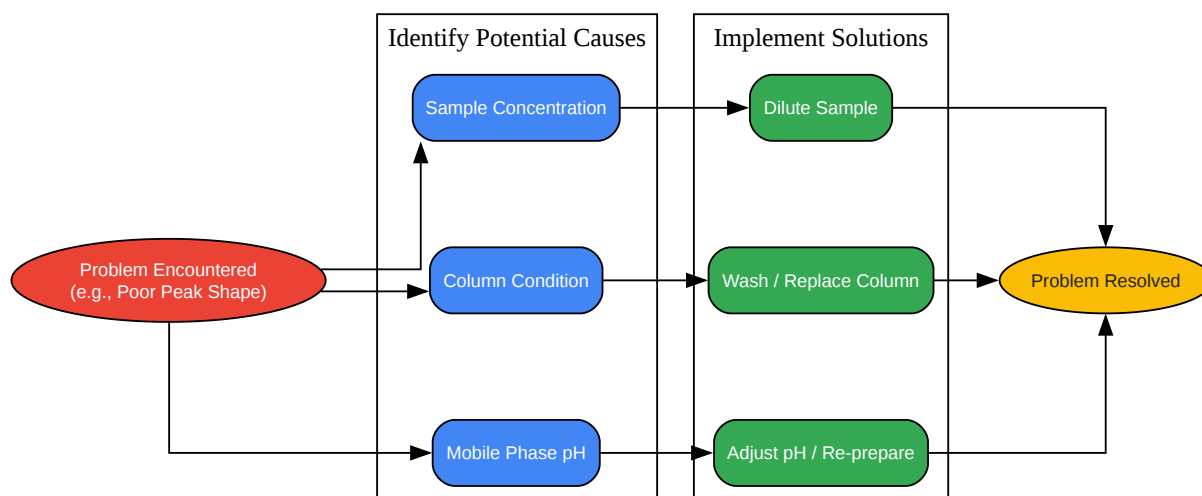 Identify Potential Causes
Implement Solutions
Sample Concentration
Dilute Sample
Problem Encountered
(e.g., Poor Peak Shape)
Column Condition
Wash / Replace Column
Problem Resolved
Mobile Phase pH
Adjust pH / Re-prepare